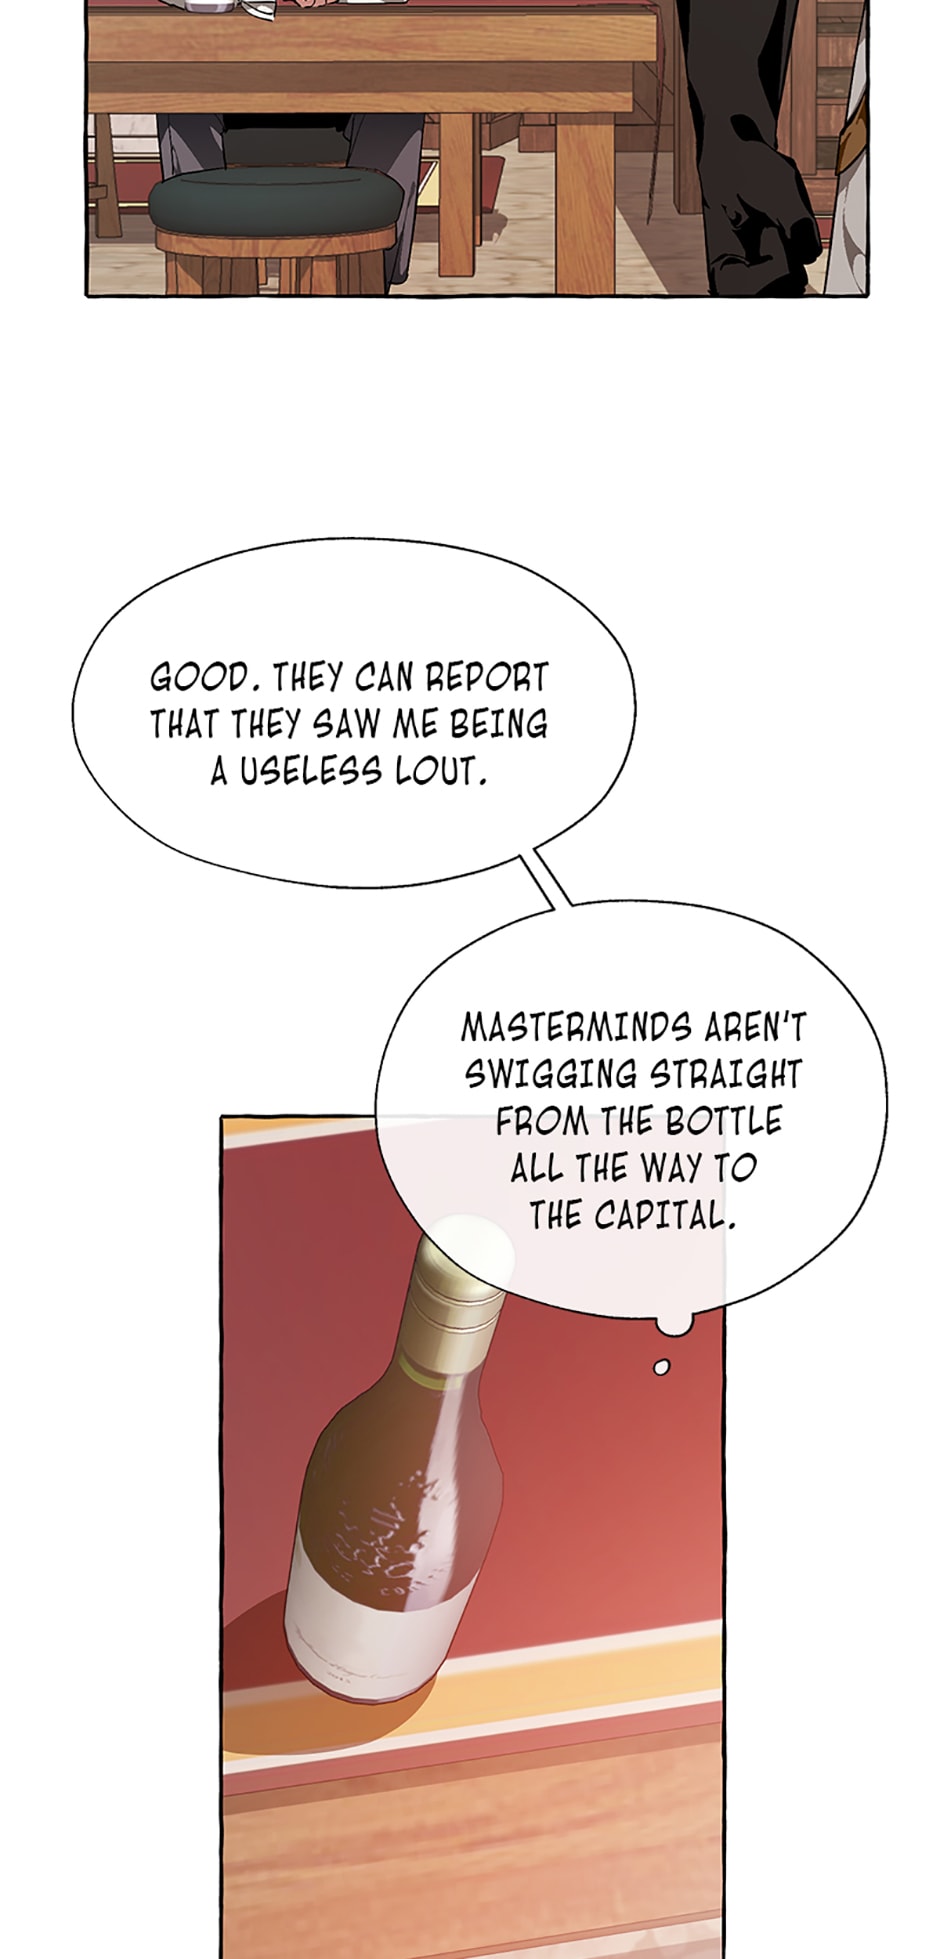 GOOD. THEY CAN REPORT
THAT THEY SAW ME BEING
A USELESS LOUT.
MASTERMINDS AREN'T
SWIGGING STRAIGHT
FROM THE BOTTLE
ALL THE WAY TO
THE CAPITAL.